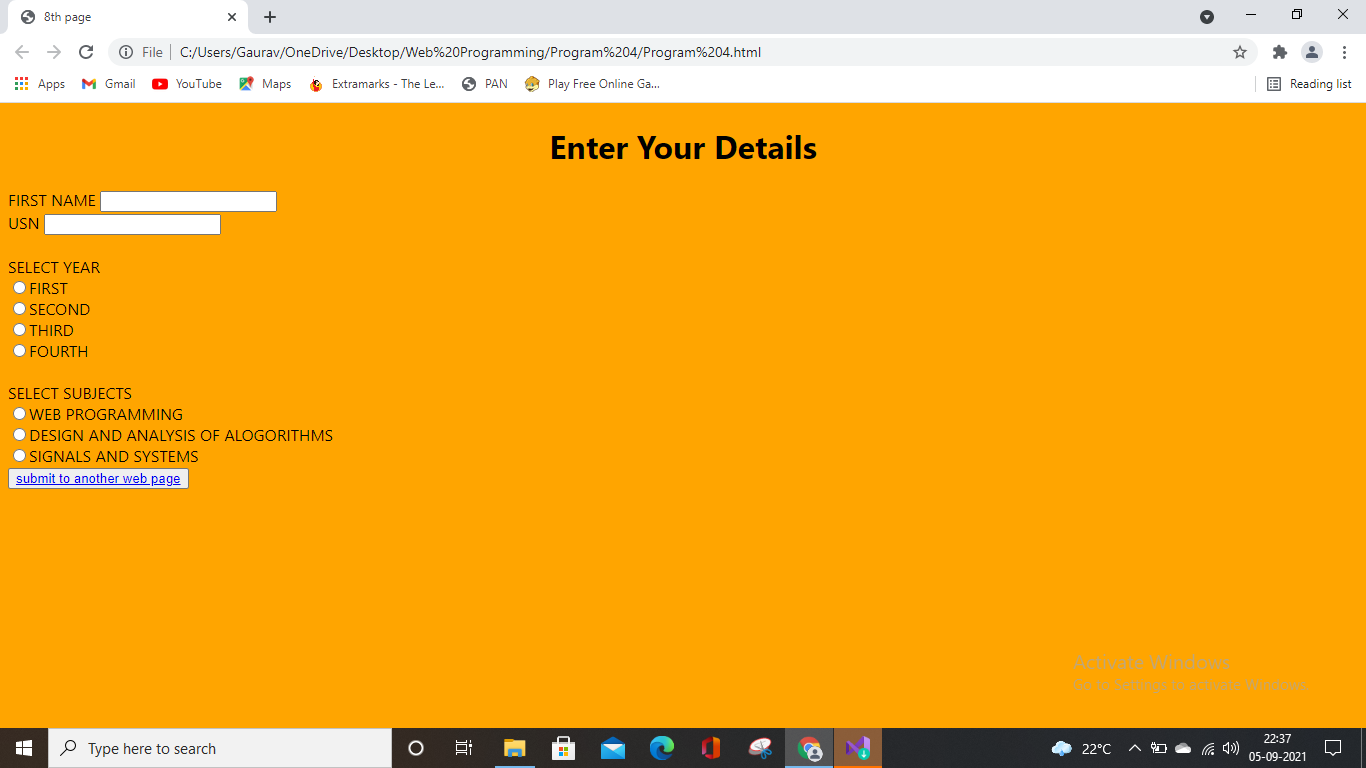 8th page
File C:/Users/Gaurav/OneDrive/Desktop/Web%20Programming/Program%204/Program%204.html
Apps Gmail YouTube Maps Extramarks - The Le... PAN Play Free Online Ga... Reading list
Enter Your Details
FIRST NAME
USN
SELECT YEAR
FIRST
SECOND
THIRD
FOURTH
SELECT SUBJECTS
WEB PROGRAMMING
DESIGN AND ANALYSIS OF ALOGORITHMS
SIGNALS AND SYSTEMS
submit to another web page
Activate Windows
Go to Settings to activate Windows.
Type here to search
22°C
22:37
05-09-2021